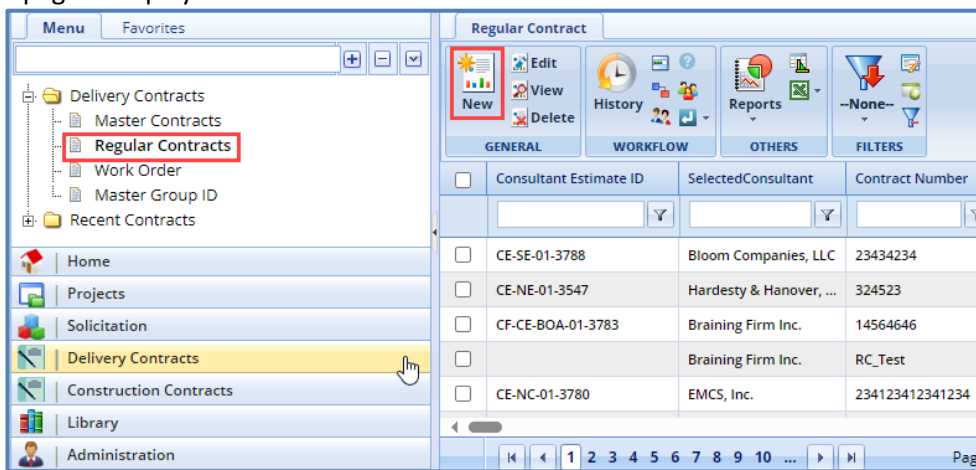 Menu Favorites
Delivery Contracts
Master Contracts
Regular Contracts
Work Order
Master Group ID
Recent Contracts
Home
Projects
Solicitation
Delivery Contracts
Construction Contracts
Library
Administration
Regular Contract
New Edit View Delete
GENERAL
History
WORKFLOW
Reports
OTHERS
--None--
FILTERS
Consultant Estimate ID SelectedConsultant Contract Number
CE-SE-01-3788 Bloom Companies, LLC 23434234
CE-NE-01-3547 Hardesty & Hanover, ... 324523
CF-CE-BOA-01-3783 Braining Firm Inc. 14564646
Braining Firm Inc. RC_Test
CE-NC-01-3780 EMCS, Inc. 234123412341234
1 2 3 4 5 6 7 8 9 10 ... Pag